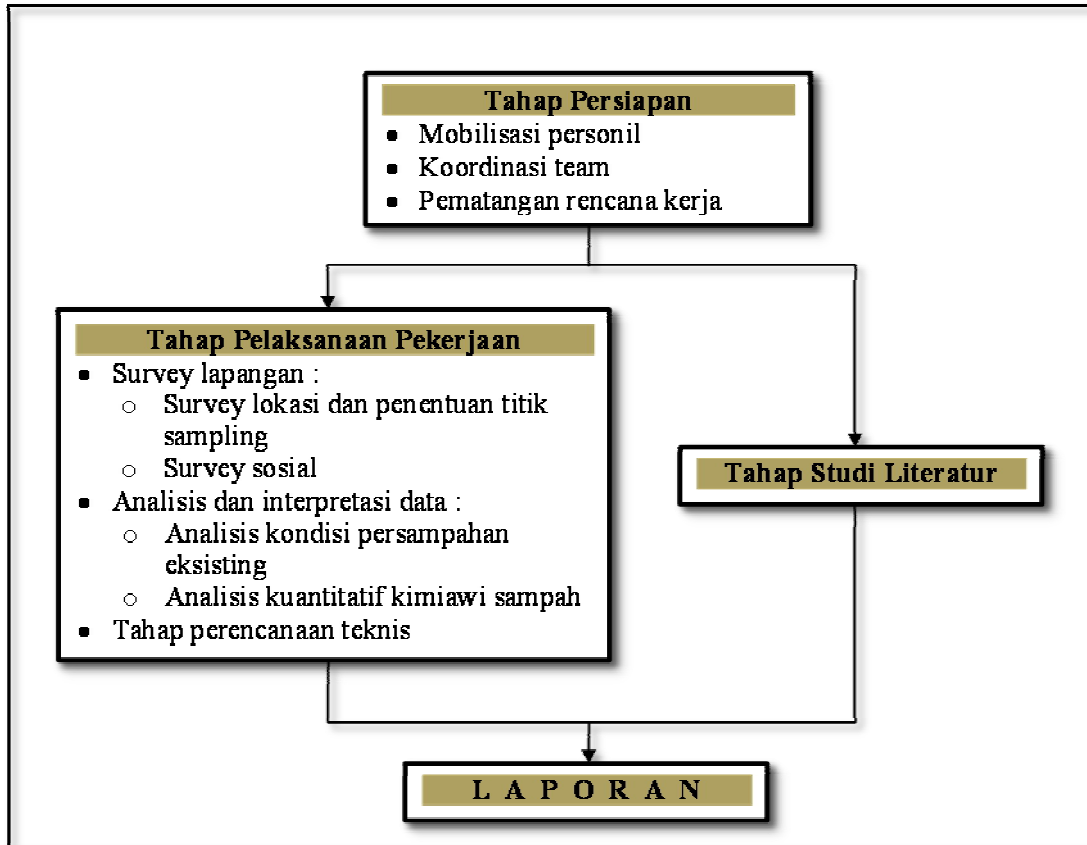 Tahap Persiapan
• Mobilisasi personil
• Koordinasi team
• Pematangan rencana kerja
Tahap Pelaksanaan Pekerjaan
• Survey lapangan :
o Survey lokasi dan penentuan titik
sampling
o Survey sosial
• Analisis dan interpretasi data :
o Analisis kondisi persampahan
eksisting
o Analisis kuantitatif kimiawi sampah
• Tahap perencanaan teknis
Tahap Studi Literatur
L A P O R A N